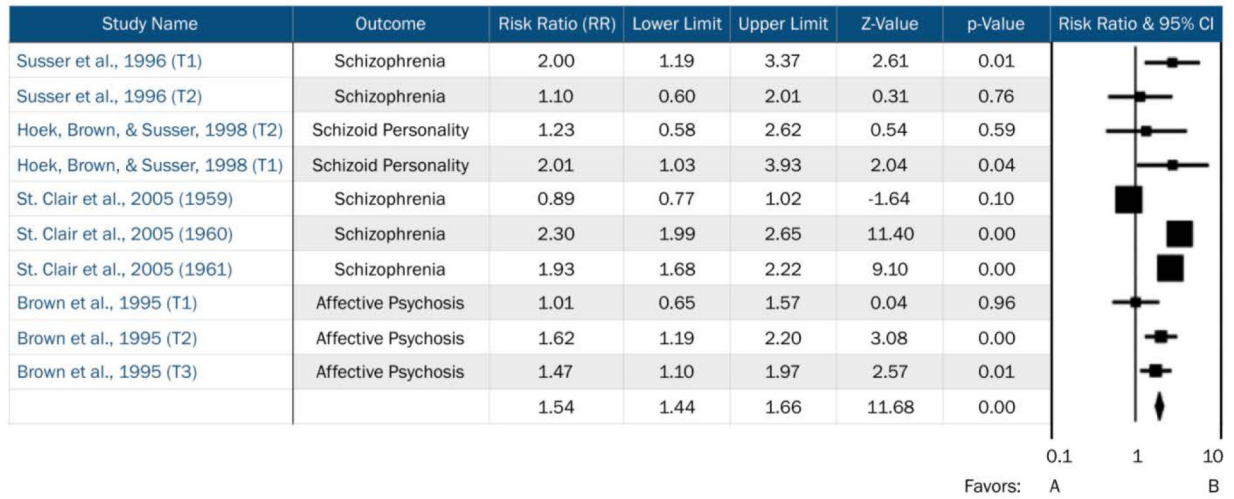 Study Name Outcome Risk Ratio (RR) Lower Limit Upper Limit Z-Value p-Value Risk Ratio & 95% CI
Susser et al., 1996 (T1) Schizophrenia 2.00 1.19 3.37 2.61 0.01
Susser et al., 1996 (T2) Schizophrenia 1.10 0.60 2.01 0.31 0.76
Hoek, Brown, & Susser, 1998 (T2) Schizoid Personality 1.23 0.58 2.62 0.54 0.59
Hoek, Brown, & Susser, 1998 (T1) Schizoid Personality 2.01 1.03 3.93 2.04 0.04
St. Clair et al., 2005 (1959) Schizophrenia 0.89 0.77 1.02 -1.64 0.10
St. Clair et al., 2005 (1960) Schizophrenia 2.30 1.99 2.65 11.40 0.00
St. Clair et al., 2005 (1961) Schizophrenia 1.93 1.68 2.22 9.10 0.00
Brown et al., 1995 (T1) Affective Psychosis 1.01 0.65 1.57 0.04 0.96
Brown et al., 1995 (T2) Affective Psychosis 1.62 1.19 2.20 3.08 0.00
Brown et al., 1995 (T3) Affective Psychosis 1.47 1.10 1.97 2.57 0.01
1.54 1.44 1.66 11.68 0.00
0.1 1 10
Favors: A B